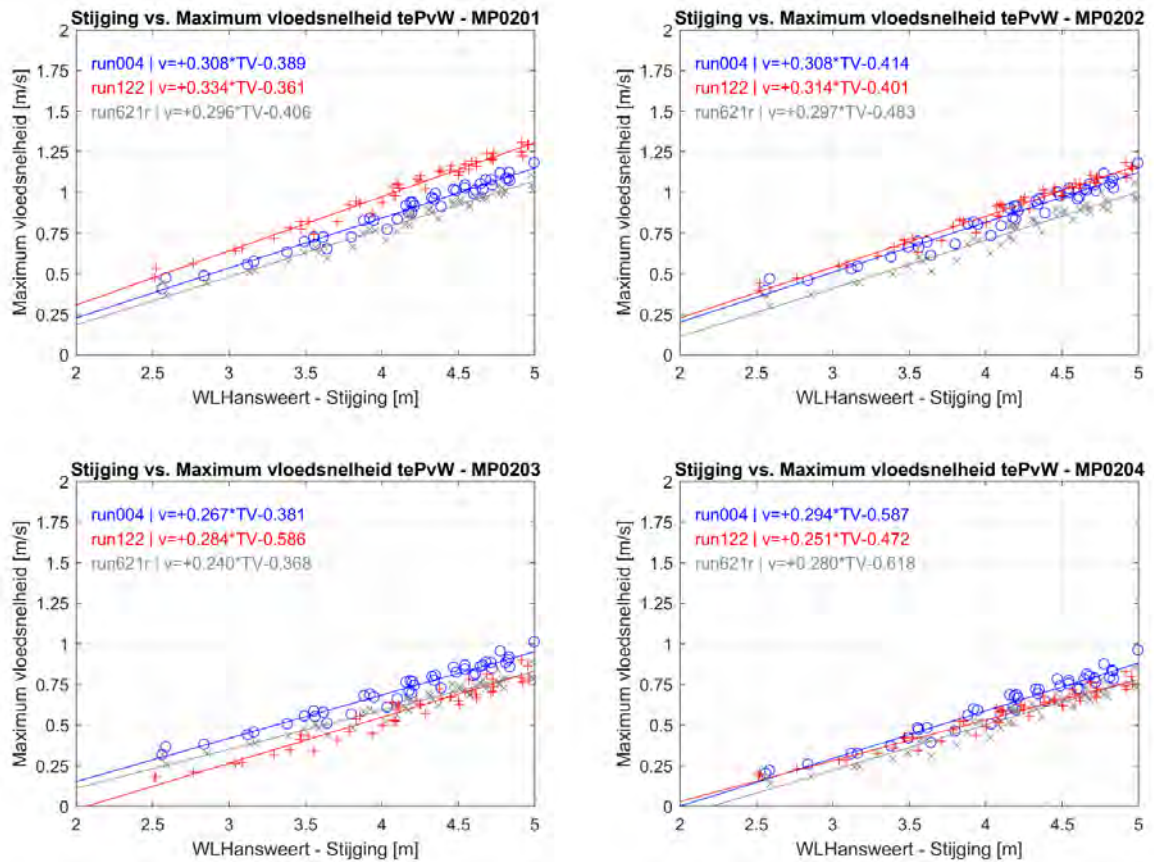 Stijging vs. Maximum vloedsnelheid tePvW - MP0201
run004 | v=+0.308*TV-0.389
run122 | v=+0.334*TV-0.361
run621r | v=+0.296*TV-0.406
Maximum vloedsnelheid [m/s]
2
1.75
1.5
1.25
1
0.75
0.5
0.25
0
2 2.5 3 3.5 4 4.5 5
WLHansweert - Stijging [m]
Stijging vs. Maximum vloedsnelheid tePvW - MP0202
run004 | v=+0.308*TV-0.414
run122 | v=+0.314*TV-0.401
run621r | v=+0.297*TV-0.483
Maximum vloedsnelheid [m/s]
2
1.75
1.5
1.25
1
0.75
0.5
0.25
0
2 2.5 3 3.5 4 4.5 5
WLHansweert - Stijging [m]
Stijging vs. Maximum vloedsnelheid tePvW - MP0203
run004 | v=+0.267*TV-0.381
run122 | v=+0.284*TV-0.586
run621r | v=+0.240*TV-0.368
Maximum vloedsnelheid [m/s]
2
1.75
1.5
1.25
1
0.75
0.5
0.25
0
2 2.5 3 3.5 4 4.5 5
WLHansweert - Stijging [m]
Stijging vs. Maximum vloedsnelheid tePvW - MP0204
run004 | v=+0.294*TV-0.587
run122 | v=+0.251*TV-0.472
run621r | v=+0.280*TV-0.618
Maximum vloedsnelheid [m/s]
2
1.75
1.5
1.25
1
0.75
0.5
0.25
0
2 2.5 3 3.5 4 4.5 5
WLHansweert - Stijging [m]